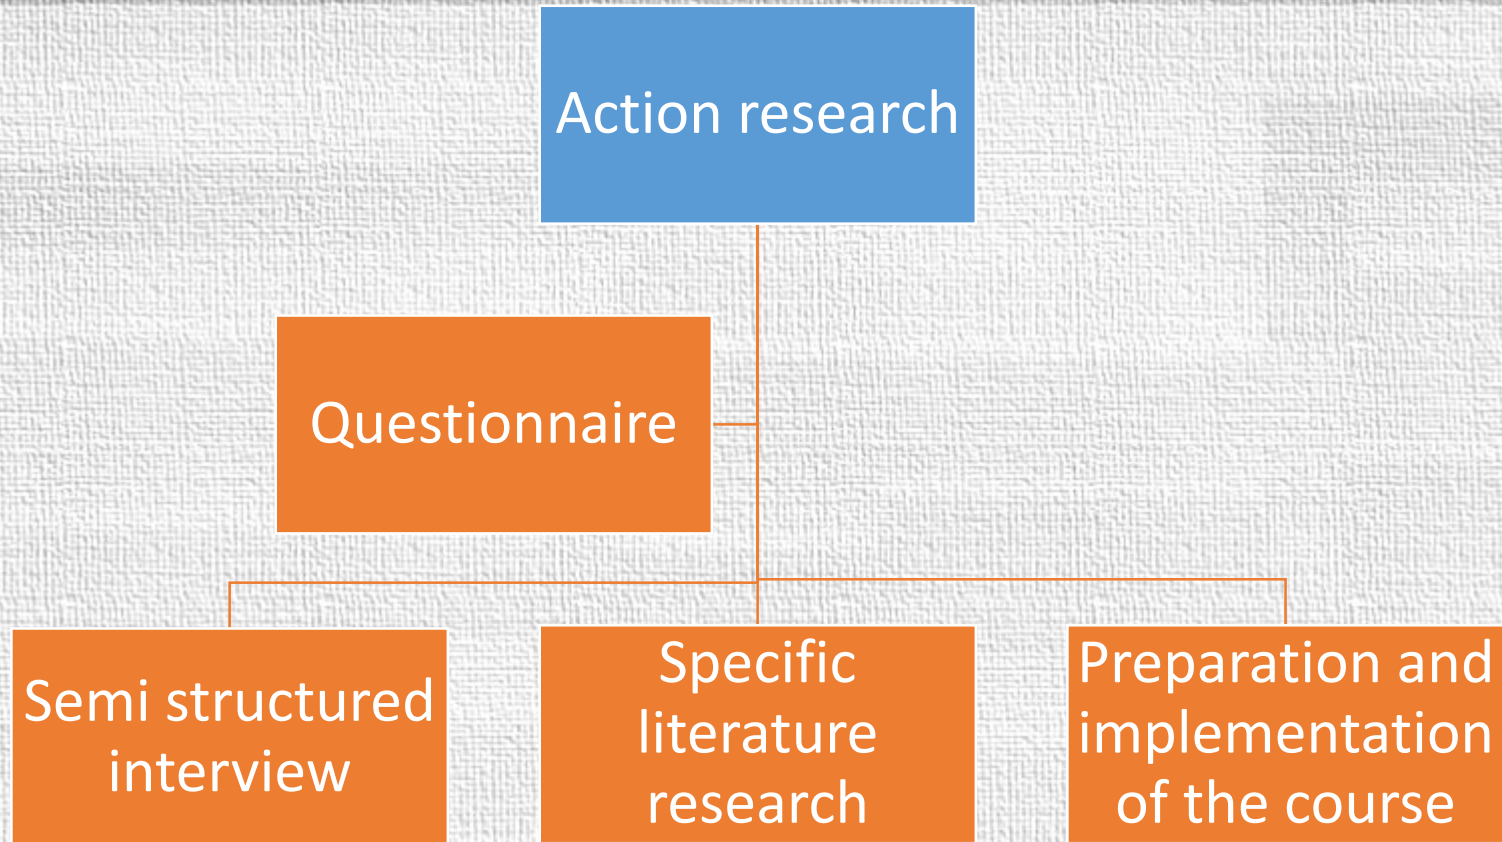 Action research
Questionnaire
Semi structured
interview
Specific
literature
research
Preparation and
implementation
of the course